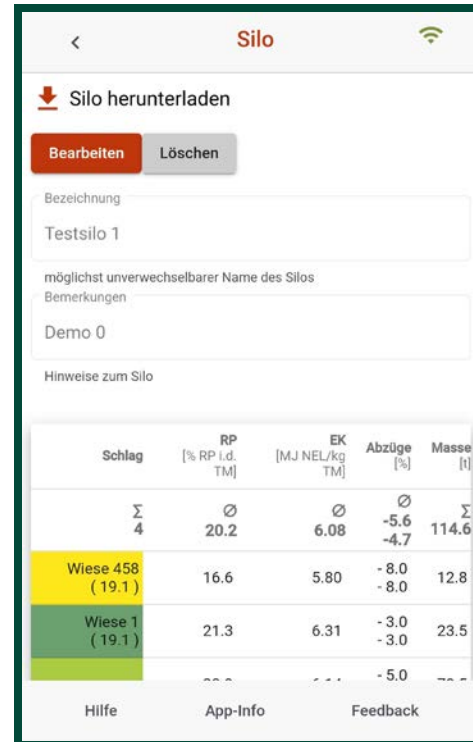 Silo
Silo herunterladen
Bearbeiten Löschen
Bezeichnung
Testsilo 1
möglichst unverwechselbarer Name des Silos
Bemerkungen
Demo 0
Hinweise zum Silo
Schlag RP [% RP i.d. TM] EK [MJ NEL/kg TM] Abzüge [%] Masse [t]
Σ 4 Ø 20.2 Ø 6.08 Ø -5.6 -4.7 Σ 114.6
Wiese 458 ( 19.1 ) 16.6 5.80 - 8.0 - 8.0 12.8
Wiese 1 ( 19.1 ) 21.3 6.31 - 3.0 - 3.0 23.5
- 5.0
Hilfe App-Info Feedback